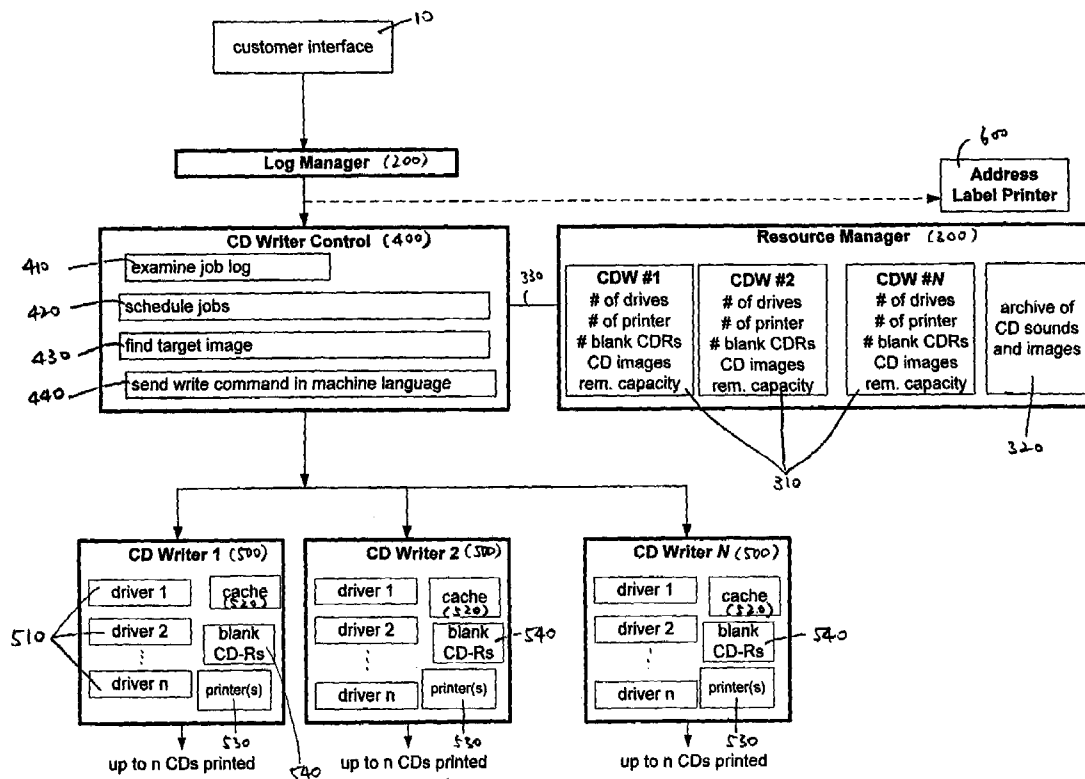 10
customer interface
Log Manager (200)
600
Address
Label Printer
CD Writer Control (400)
410
examine job log
420
schedule jobs
430
find target image
440
send write command in machine language
330
Resource Manager (300)
CDW #1
# of drives
# of printer
# blank CDRs
CD images
rem. capacity
CDW #2
# of drives
# of printer
# blank CDRs
CD images
rem. capacity
CDW #N
# of drives
# of printer
# blank CDRs
CD images
rem. capacity
archive of
CD sounds
and images
310
320
CD Writer 1 (500)
510
driver 1
driver 2
driver n
cache
(520)
blank
CD-Rs
printer(s)
530
540
up to n CDs printed
CD Writer 2 (500)
driver 1
driver 2
driver n
cache
(520)
blank
CD-Rs
540
printer(s)
530
up to n CDs printed
CD Writer N (500)
driver 1
driver 2
driver n
cache
(520)
blank
CD-Rs
540
printer(s)
530
up to n CDs printed